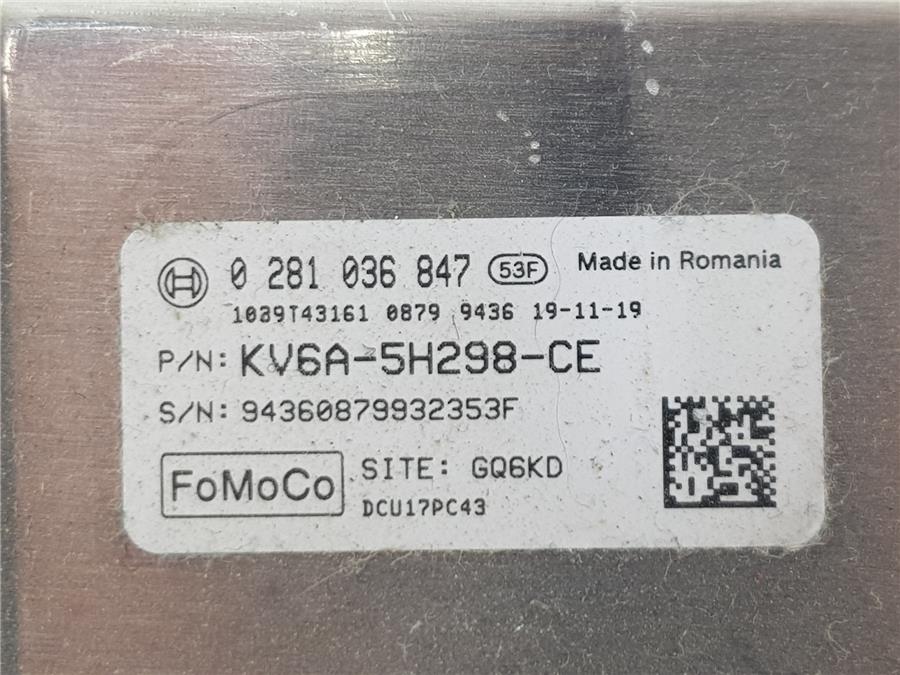 0 281 036 847 53F Made in Romania
1039T43161 0879 9436 19-11-19
P/N: KV6A-5H298-CE
S/N: 94360879932353F
FoMoCo SITE: GQ6KD
DCU17PC43